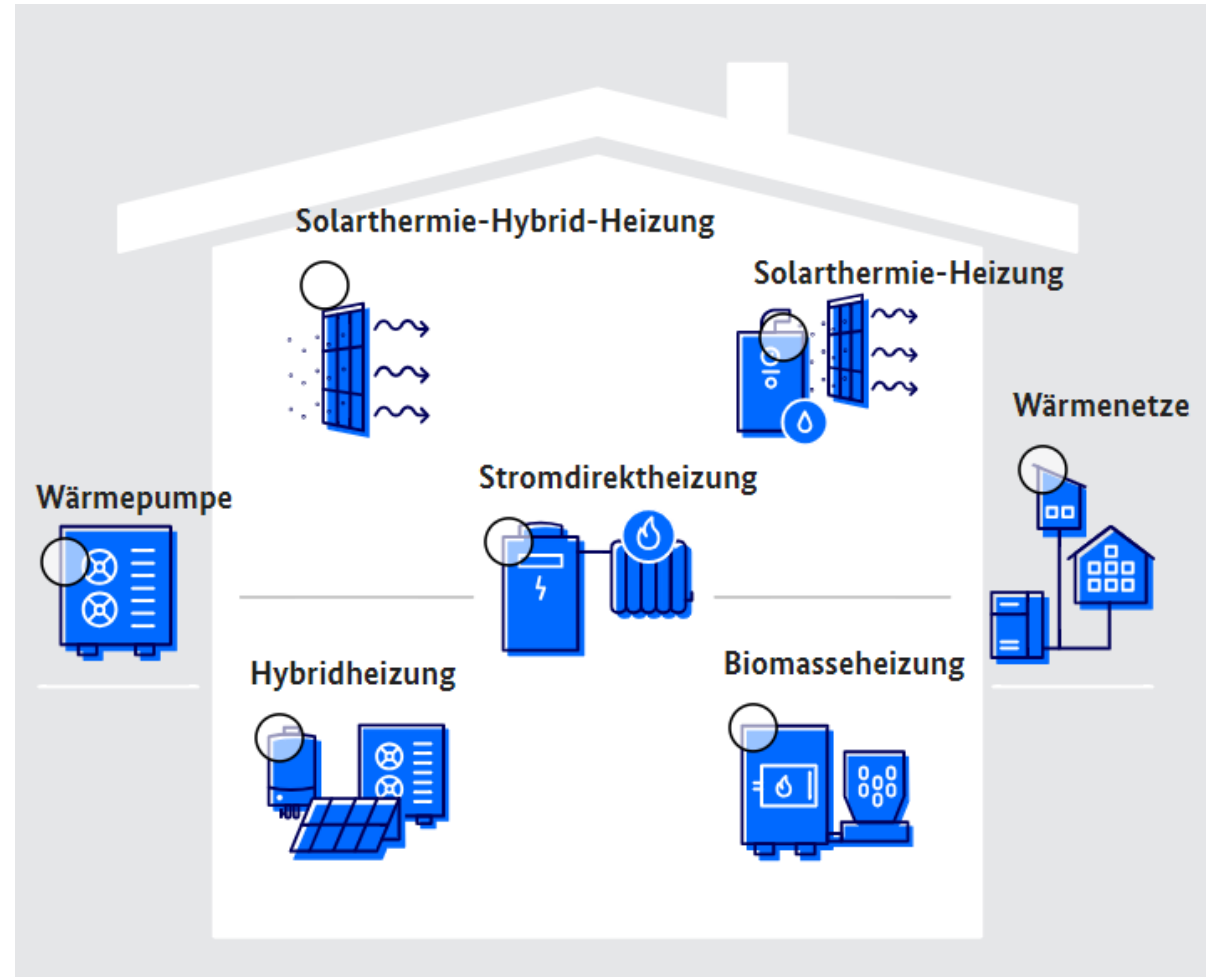 Solarthermie-Hybrid-Heizung
Solarthermie-Heizung
Wärmenetze
Stromdirektheizung
Wärmepumpe
Hybridheizung
Biomasseheizung